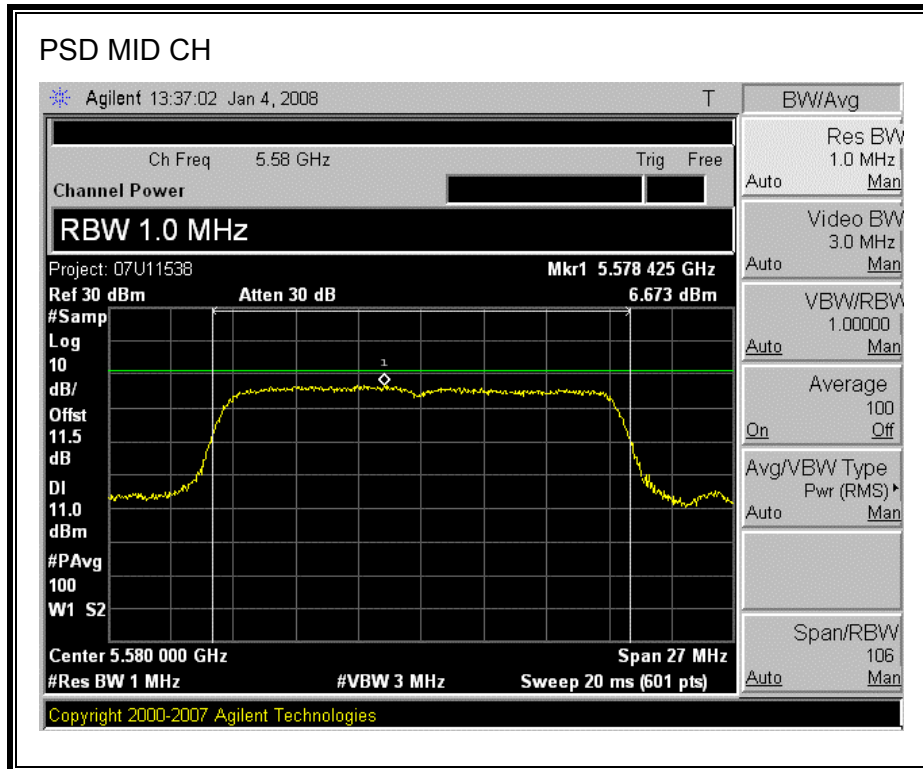 PSD MID CH
Agilent 13:37:02 Jan 4, 2008 T
BW/Avg
Ch Freq 5.58 GHz Trig Free
Channel Power
RBW 1.0 MHz
Project: 07U11538 Mkr1 5.578 425 GHz
Ref 30 dBm Atten 30 dB 6.673 dBm
#Samp
Log
10
dB/
Offst
11.5
dB
DI
11.0
dBm
#PAvg
100
W1 S2
1
Center 5.580 000 GHz Span 27 MHz
#Res BW 1 MHz #VBW 3 MHz Sweep 20 ms (601 pts)
Copyright 2000-2007 Agilent Technologies
Res BW
1.0 MHz
Auto Man
Video BW
3.0 MHz
Auto Man
VBW/RBW
1.00000
Auto Man
Average
100
On Off
Avg/VBW Type
Pwr (RMS)
Auto Man
Span/RBW
106
Auto Man